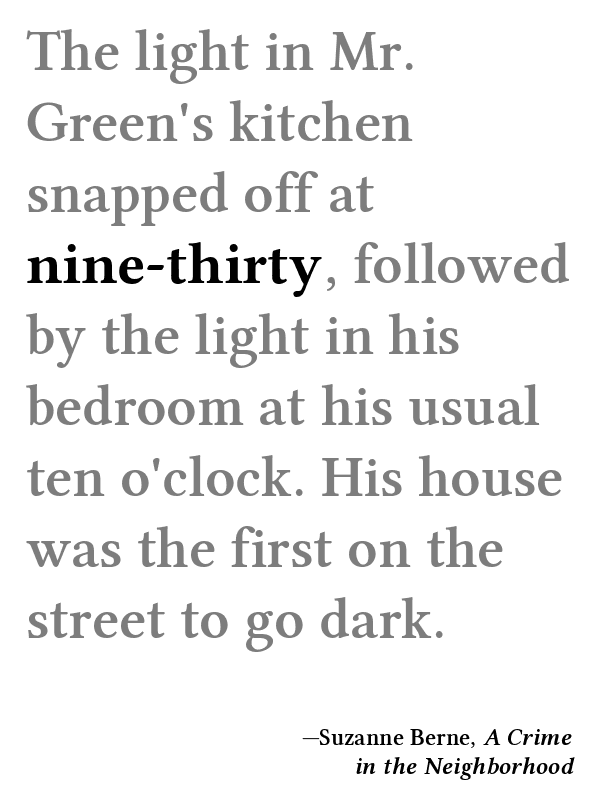 The light in Mr.
Green's kitchen
snapped off at
nine-thirty, followed
by the light in his
bedroom at his usual
ten o'clock. His house
was the first on the
street to go dark.
—Suzanne Berne, A Crime
in the Neighborhood